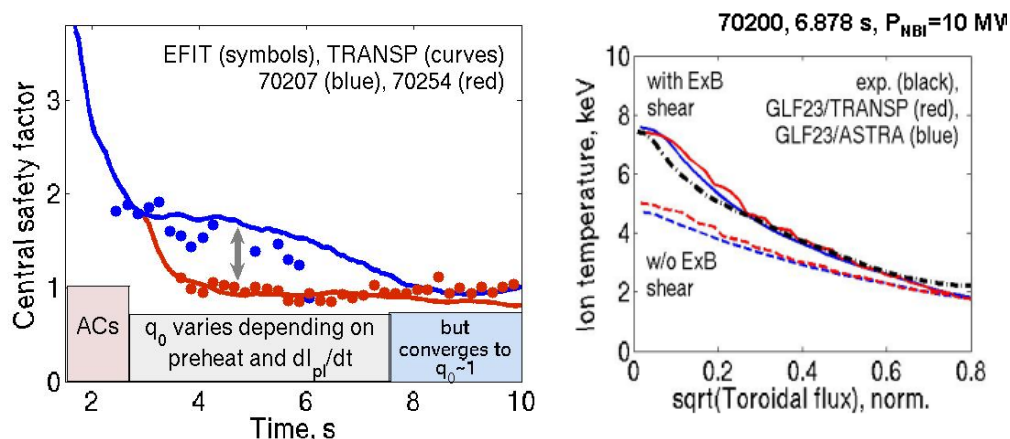 EFIT (symbols), TRANSP (curves)
70207 (blue), 70254 (red)
Central safety factor
3
2
1
0
ACs
q0 varies depending on
preheat and dIpl/dt
but
converges to
q0~1
2
4
6
8
10
Time, s
70200, 6.878 s, PNBI=10 MW
with ExB
shear
exp. (black),
GLF23/TRANSP (red),
GLF23/ASTRA (blue)
w/o ExB
shear
Ion temperature, keV
10
8
6
4
2
0
0
0.2
0.4
0.6
0.8
sqrt(Toroidal flux), norm.